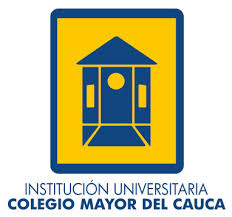 INSTITUCIÓN UNIVERSITARIA
COLEGIO MAYOR DEL CAUCA